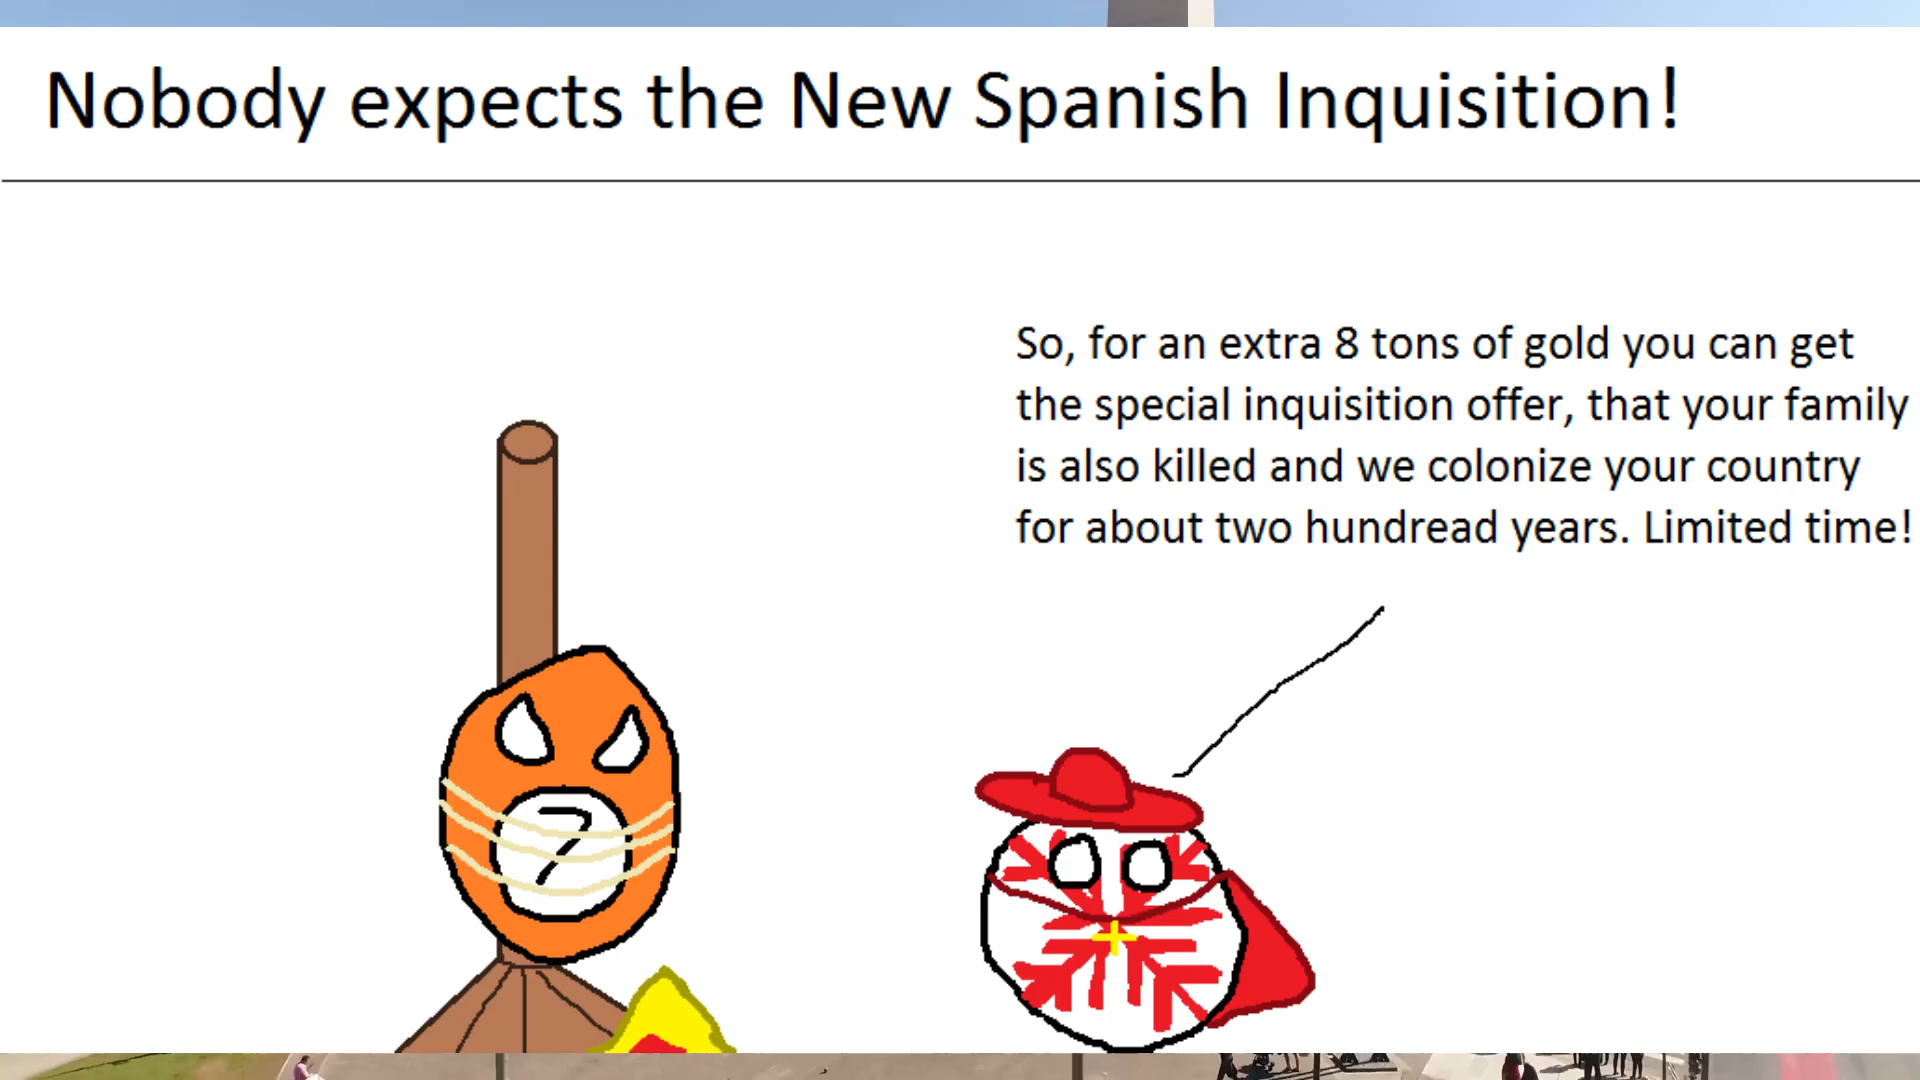 Nobody expects the New Spanish Inquisition!
So, for an extra 8 tons of gold you can get
the special inquisition offer, that your family
is also killed and we colonize your country
for about two hundread years. Limited time!
7